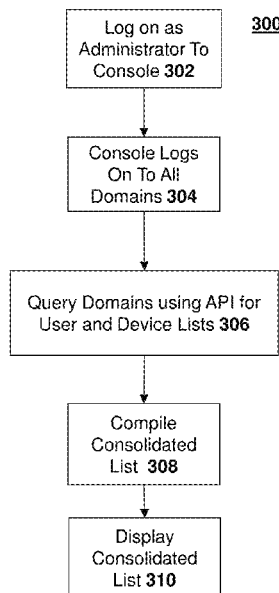 300
Log on as
Administrator To
Console 302
Console Logs
On To All
Domains 304
Query Domains using API for
User and Device Lists 306
Compile
Consolidated
List 308
Display
Consolidated
List 310